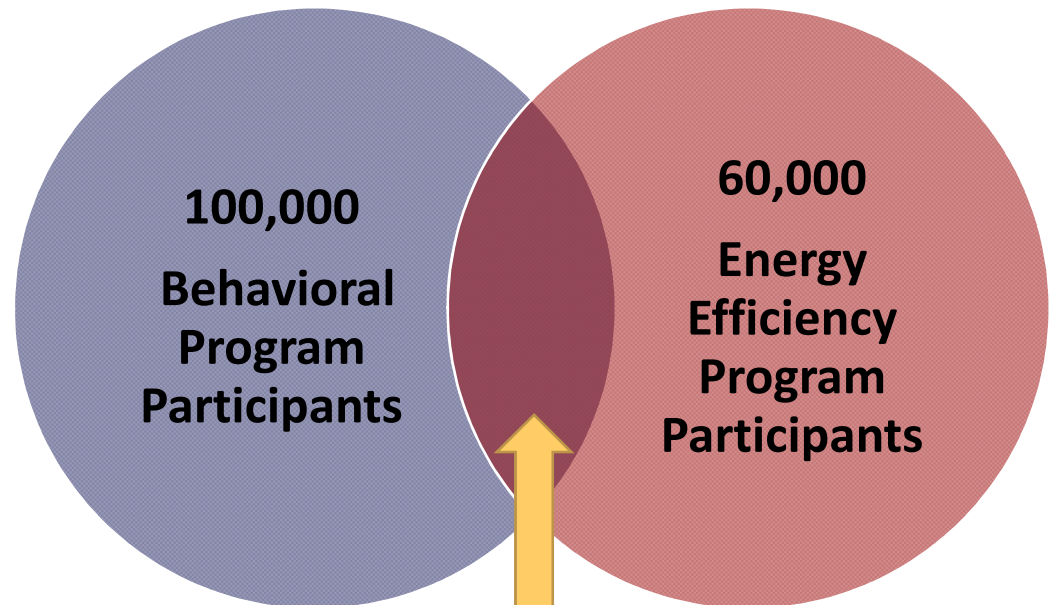 100,000
Behavioral
Program
Participants
60,000
Energy
Efficiency
Program
Participants